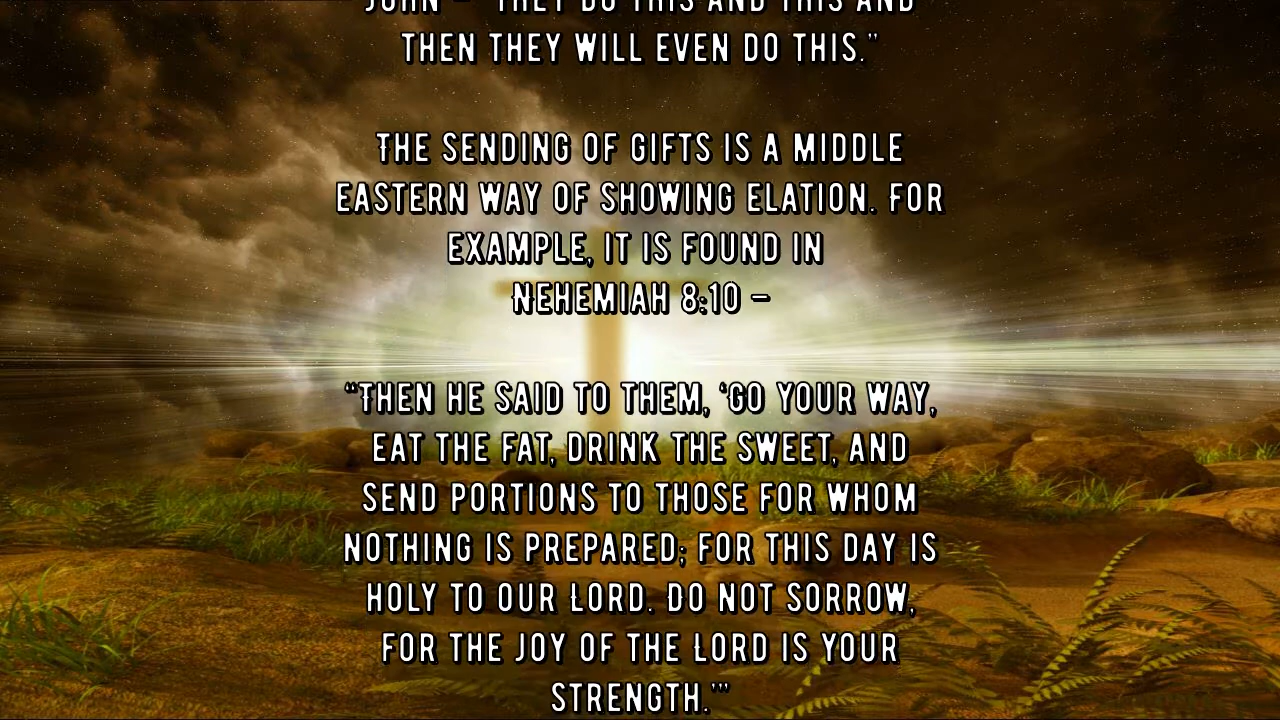 JOHN – "THEY DO THIS AND THIS AND
THEN THEY WILL EVEN DO THIS."
THE SENDING OF GIFTS IS A MIDDLE
EASTERN WAY OF SHOWING ELATION. FOR
EXAMPLE, IT IS FOUND IN
NEHEMIAH 8:10 –
“THEN HE SAID TO THEM, ‘GO YOUR WAY,
EAT THE FAT, DRINK THE SWEET, AND
SEND PORTIONS TO THOSE FOR WHOM
NOTHING IS PREPARED; FOR THIS DAY IS
HOLY TO OUR LORD. DO NOT SORROW,
FOR THE JOY OF THE LORD IS YOUR
STRENGTH.’”